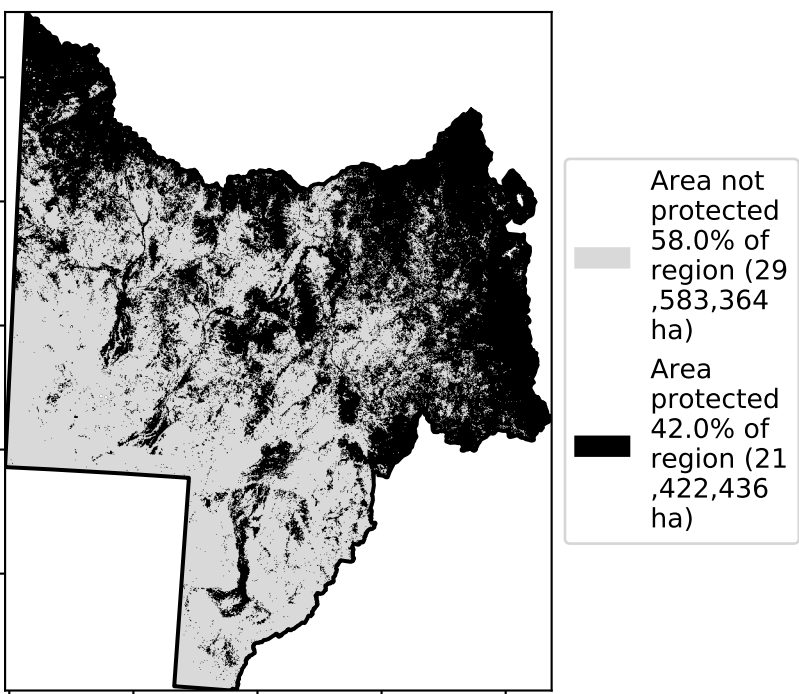 Area not
protected
58.0% of
region (29
,583,364
ha)
Area
protected
42.0% of
region (21
,422,436
ha)